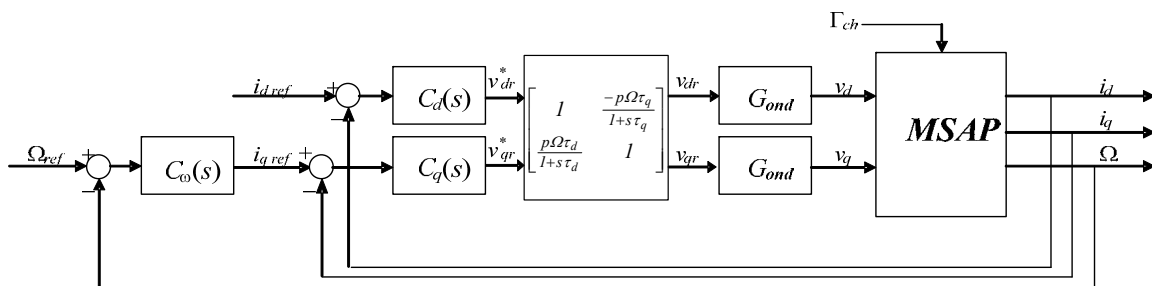 Γch
id ref
+
−
Cd(s)
v*dr
1 −pΩτq/1+sτq
vdr
Gond
vd
MSAP
id
iq
Ωref
+
−
Cω(s)
iq ref
+
−
Cq(s)
v*qr
pΩτd/1+sτd 1
vqr
Gond
vq
Ω